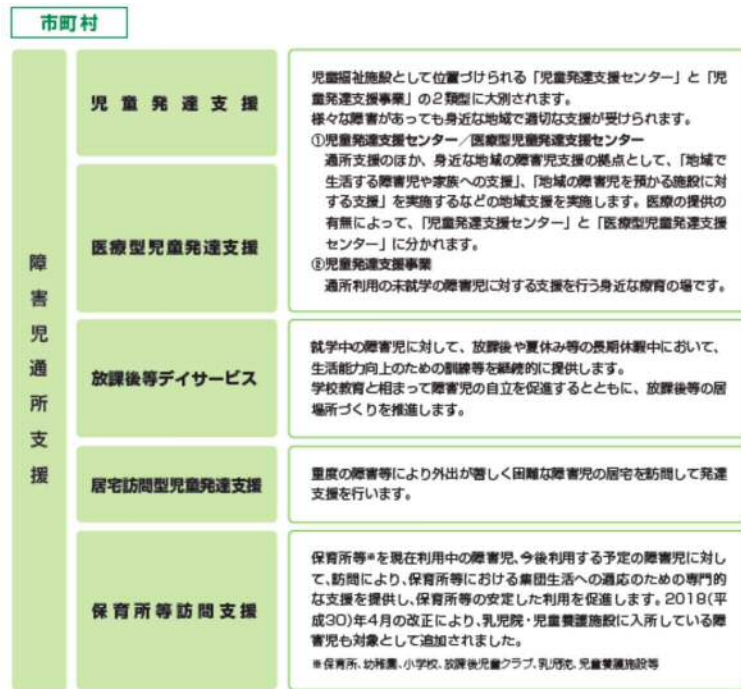 市町村
障害児通所支援
児童発達支援
児童福祉施設として位置づけられる「児童発達支援センター」と「児
童発達支援事業」の2類型に大別されます。
様々な障害があっても身近な地域で適切な支援が受けられます。
①児童発達支援センター／医療型児童発達支援センター
通所支援のほか、身近な地域の障害児支援の拠点として、「地域で
生活する障害児や家族への支援」、「地域の障害児を預かる施設に対
する支援」を実施するなどの地域支援を実施します。医療の提供の
有無によって、「児童発達支援センター」と「医療型児童発達支援
センター」に分かれます。
②児童発達支援事業
通所利用の未就学の障害児に対する支援を行う身近な療育の場です。
医療型児童発達支援
放課後等デイサービス
就学中の障害児に対して、放課後や夏休み等の長期休暇中において、
生活能力向上のための訓練等を継続的に提供します。
学校教育と相まって障害児の自立を促進するとともに、放課後等の居
場所づくりを推進します。
居宅訪問型児童発達支援
重度の障害等により外出が著しく困難な障害児の居宅を訪問して発達
支援を行います。
保育所等訪問支援
保育所等※を現在利用中の障害児、今後利用する予定の障害児に対し
て、訪問により、保育所等における集団生活への適応のための専門的
な支援を提供し、保育所等の安定した利用を促進します。2018(平
成30)年4月の改正により、乳児院・児童養護施設に入所している障
害児も対象として追加されました。
※保育所、幼稚園、小学校、放課後児童クラブ、乳児院、児童養護施設等